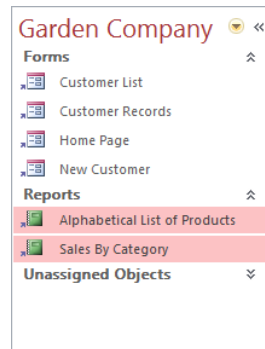 Garden Company
Forms
Customer List
Customer Records
Home Page
New Customer
Reports
Alphabetical List of Products
Sales By Category
Unassigned Objects